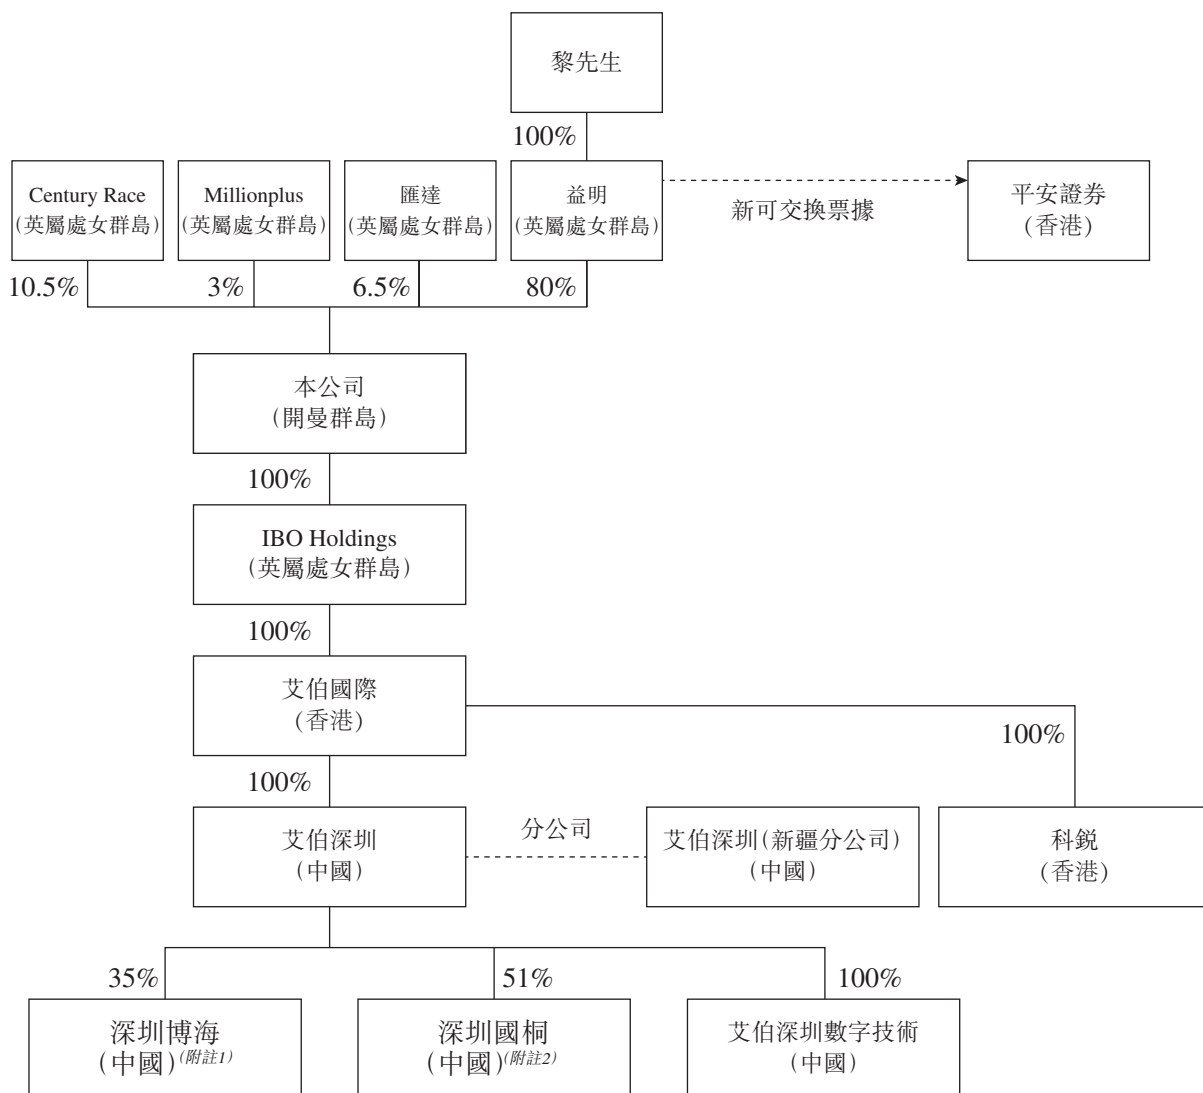 黎先生
100%
Century Race
(英屬處女群島)
Millionplus
(英屬處女群島)
匯達
(英屬處女群島)
益明
(英屬處女群島)
新可交換票據
平安證券
(香港)
10.5%
3%
6.5%
80%
本公司
(開曼群島)
100%
IBO Holdings
(英屬處女群島)
100%
艾伯國際
(香港)
100%
100%
艾伯深圳
(中國)
分公司
艾伯深圳(新疆分公司)
(中國)
科鋭
(香港)
35%
51%
100%
深圳博海
(中國)(附註1)
深圳國桐
(中國)(附註2)
艾伯深圳數字技術
(中國)